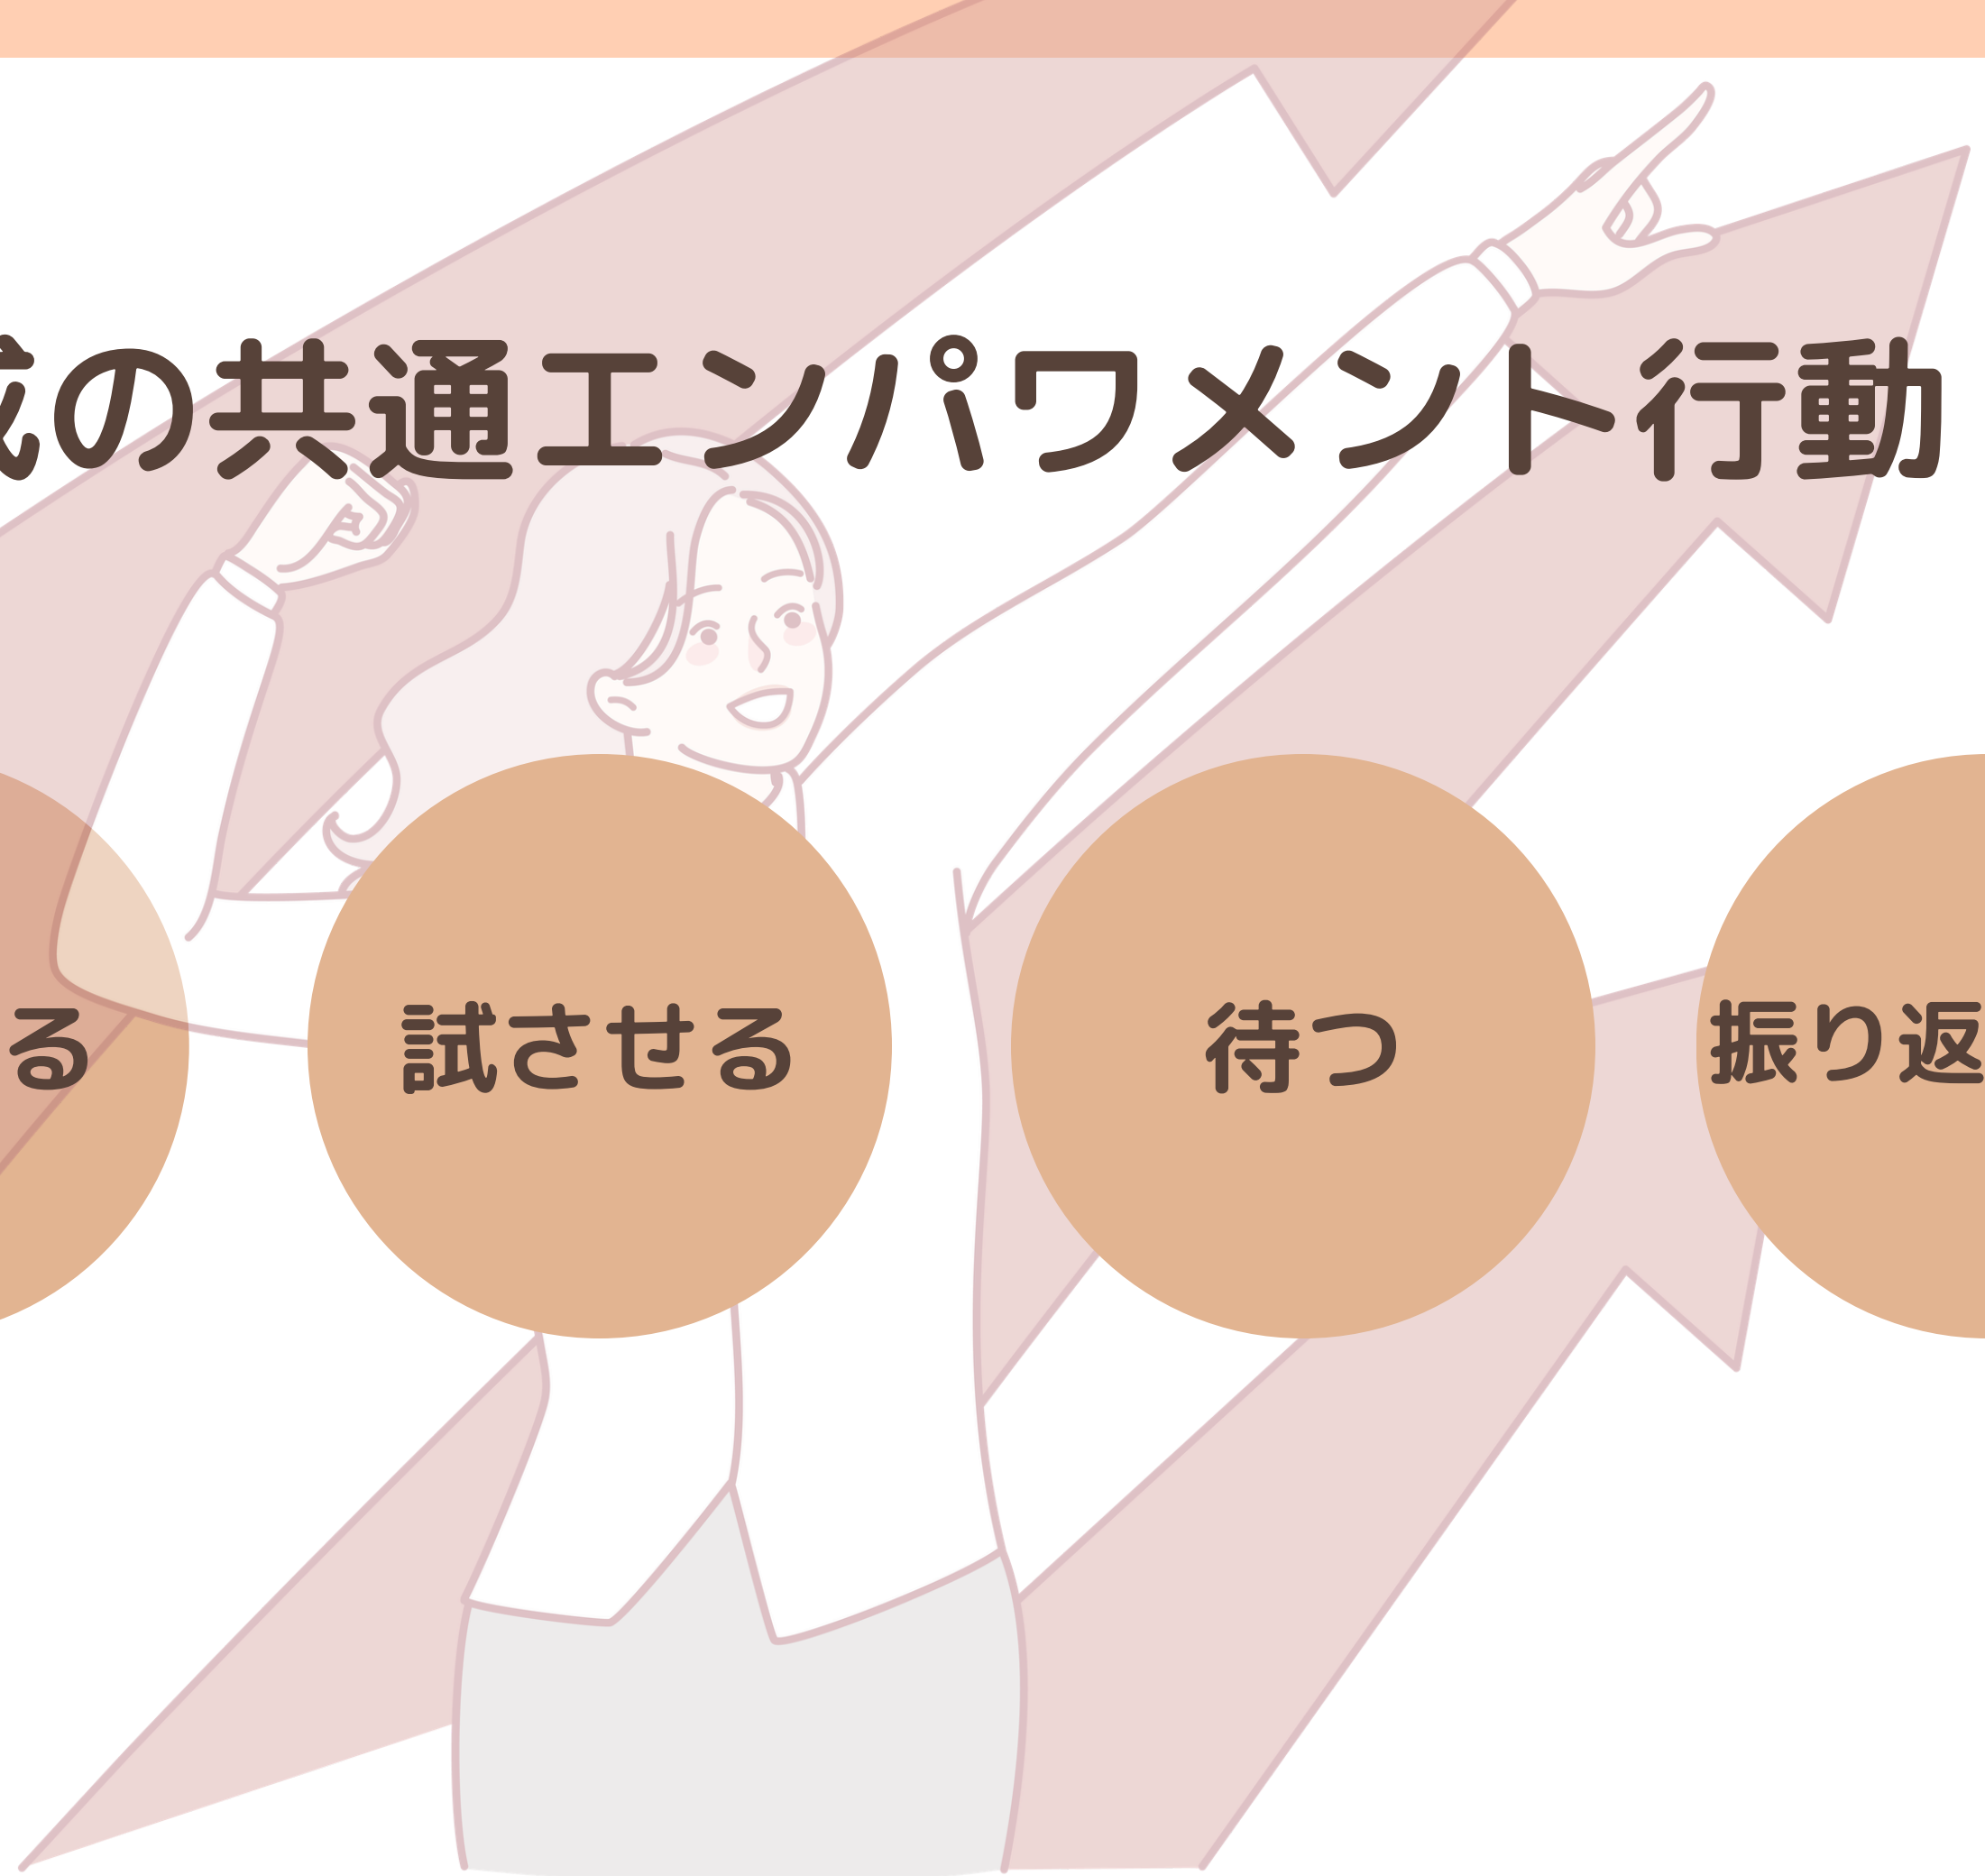 の共通エンパワメント行動
る
試させる
待つ
振り返